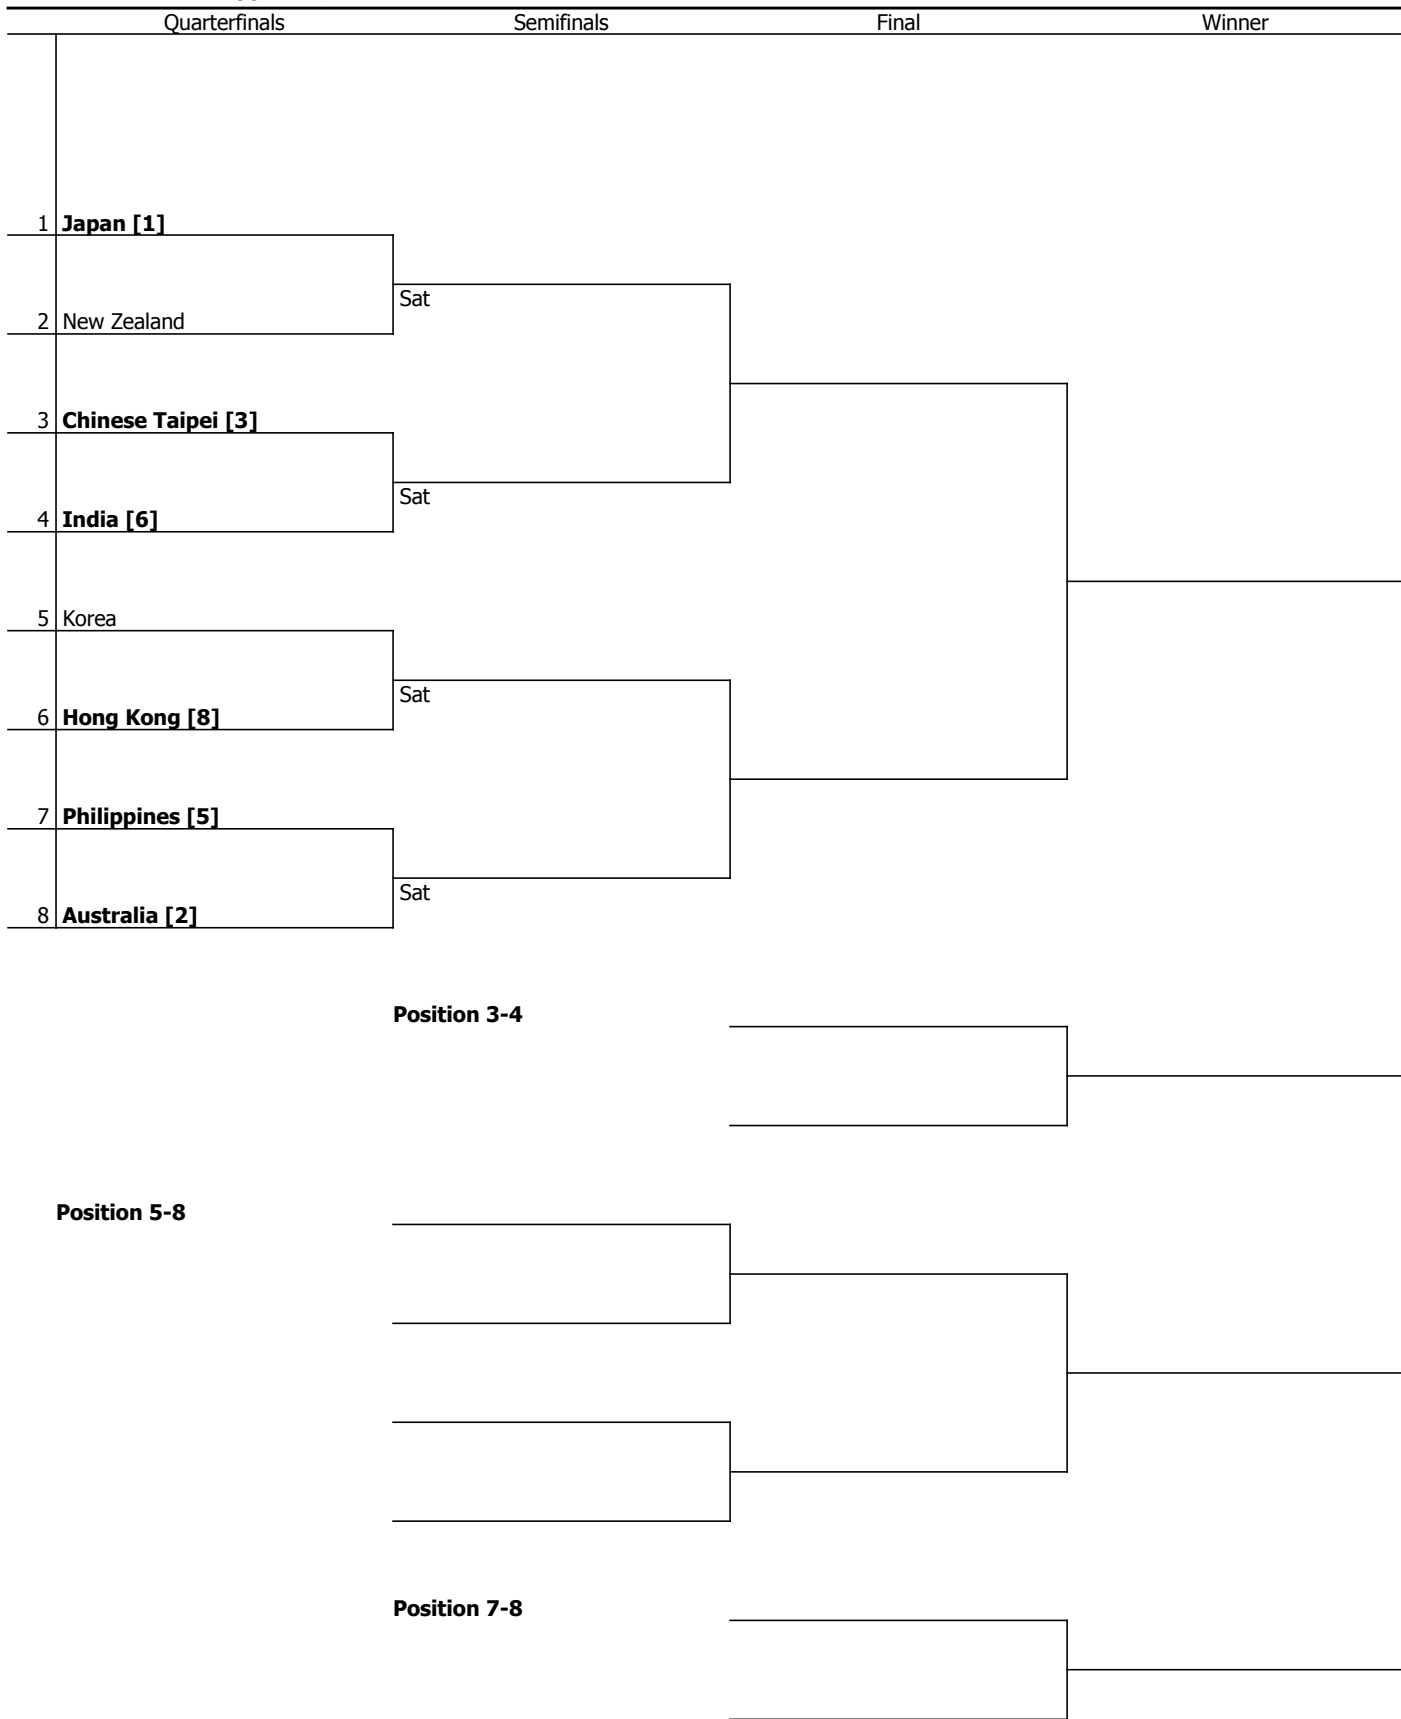 Quarterfinals Semifinals Final Winner
1 Japan [1]
Sat
2 New Zealand
3 Chinese Taipei [3]
Sat
4 India [6]
5 Korea
Sat
6 Hong Kong [8]
7 Philippines [5]
Sat
8 Australia [2]
Position 3-4
Position 5-8
Position 7-8